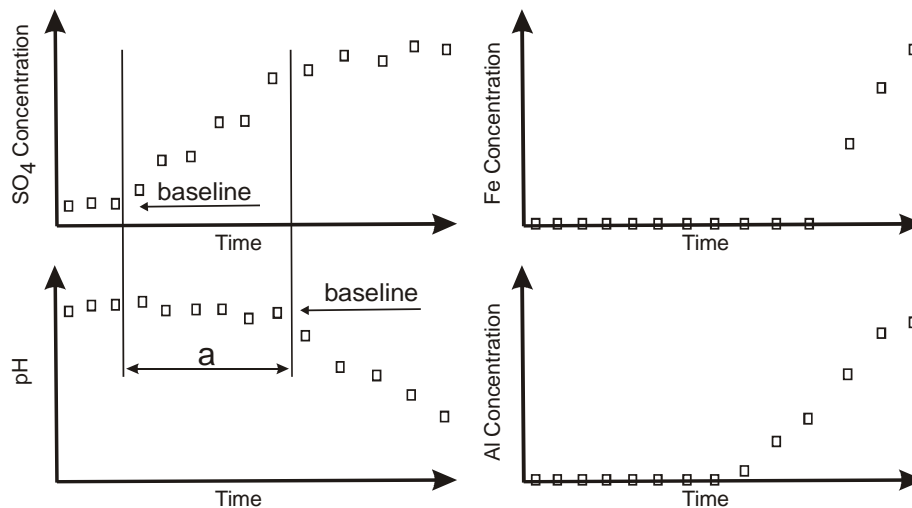 SO4 Concentration
baseline
Time
Fe Concentration
Time
pH
baseline
a
Time
Al Concentration
Time